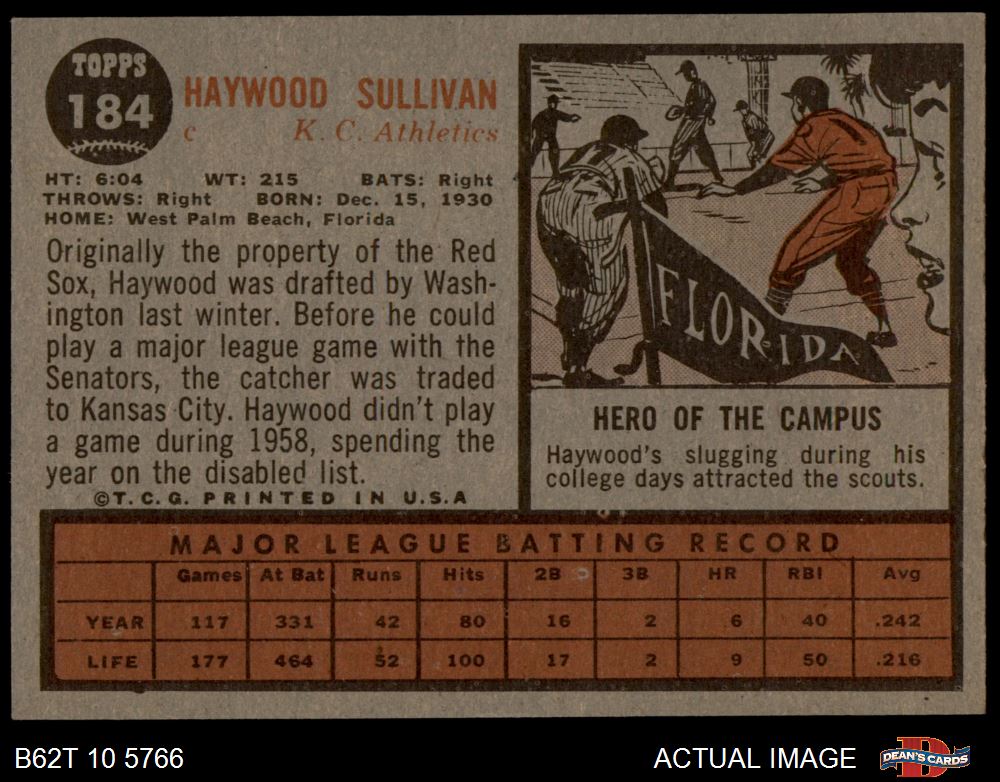 TOPPS
184
HAYWOOD SULLIVAN
c K. C. Athletics
HT: 6:04 WT: 215 BATS: Right
THROWS: Right BORN: Dec. 15, 1930
HOME: West Palm Beach, Florida
Originally the property of the Red
Sox, Haywood was drafted by Wash-
ington last winter. Before he could
play a major league game with the
Senators, the catcher was traded
to Kansas City. Haywood didn't play
a game during 1958, spending the
year on the disabled list.
©T.C.G. PRINTED IN U.S.A
FLORIDA
HERO OF THE CAMPUS
Haywood's slugging during his
college days attracted the scouts.
MAJOR LEAGUE BATTING RECORD
Games At Bat Runs Hits 2B 3B HR RBI Avg
YEAR 117 331 42 80 16 2 6 40 .242
LIFE 177 464 52 100 17 2 9 50 .216
B62T 10 5766
ACTUAL IMAGE
DEAN'S CARDS